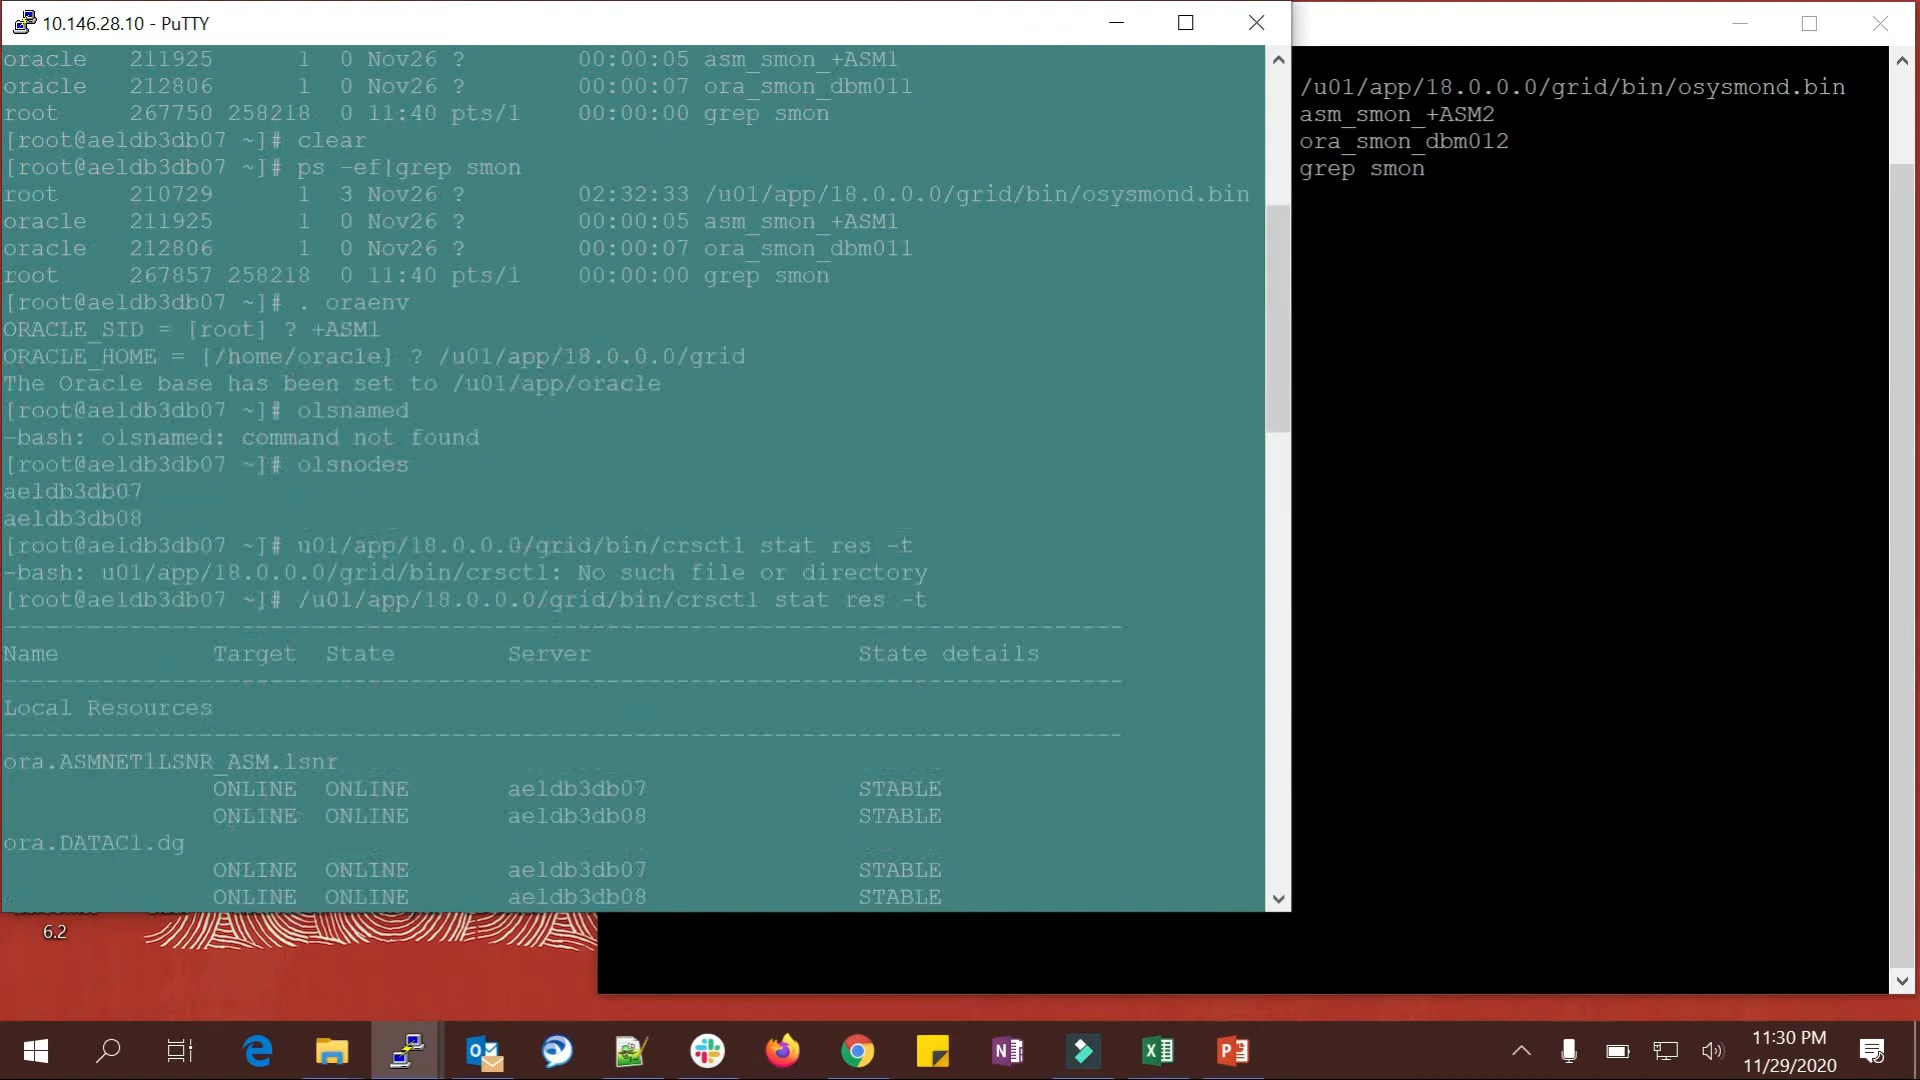 10.146.28.10 - PuTTY
oracle 211925 1 0 Nov26 ? 00:00:05 asm_smon_+ASM1
oracle 212806 1 0 Nov26 ? 00:00:07 ora_smon_dbm011
root 267750 258218 0 11:40 pts/1 00:00:00 grep smon
[root@aeldb3db07 ~]# clear
[root@aeldb3db07 ~]# ps -ef|grep smon
root 210729 1 3 Nov26 ? 02:32:33 /u01/app/18.0.0.0/grid/bin/osysmond.bin
oracle 211925 1 0 Nov26 ? 00:00:05 asm_smon_+ASM1
oracle 212806 1 0 Nov26 ? 00:00:07 ora_smon_dbm011
root 267857 258218 0 11:40 pts/1 00:00:00 grep smon
[root@aeldb3db07 ~]# . oraenv
ORACLE_SID = [root] ? +ASM1
ORACLE_HOME = [/home/oracle] ? /u01/app/18.0.0.0/grid
The Oracle base has been set to /u01/app/oracle
[root@aeldb3db07 ~]# olsnamed
-bash: olsnamed: command not found
[root@aeldb3db07 ~]# olsnodes
aeldb3db07
aeldb3db08
[root@aeldb3db07 ~]# u01/app/18.0.0.0/grid/bin/crsctl stat res -t
-bash: u01/app/18.0.0.0/grid/bin/crsctl: No such file or directory
[root@aeldb3db07 ~]# /u01/app/18.0.0.0/grid/bin/crsctl stat res -t
--------------------------------------------------------------------------------
Name Target State Server State details
--------------------------------------------------------------------------------
Local Resources
--------------------------------------------------------------------------------
ora.ASMNET1LSNR_ASM.lsnr
ONLINE ONLINE aeldb3db07 STABLE
ONLINE ONLINE aeldb3db08 STABLE
ora.DATAC1.dg
ONLINE ONLINE aeldb3db07 STABLE
ONLINE ONLINE aeldb3db08 STABLE
/u01/app/18.0.0.0/grid/bin/osysmond.bin
asm_smon_+ASM2
ora_smon_dbm012
grep smon
6.2
11:30 PM
11/29/2020